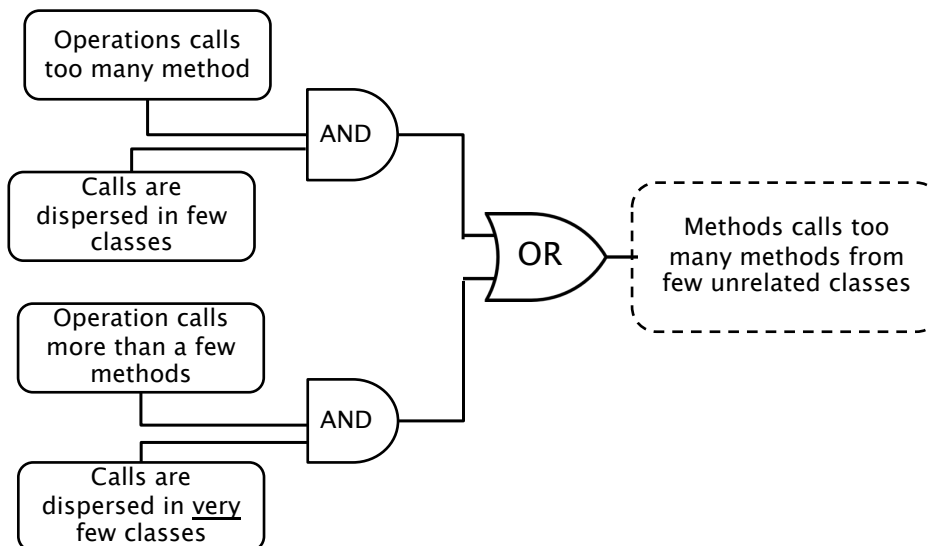 Operations calls
too many method
AND
Calls are
dispersed in few
classes
OR
Methods calls too
many methods from
few unrelated classes
Operation calls
more than a few
methods
AND
Calls are
dispersed in very
few classes